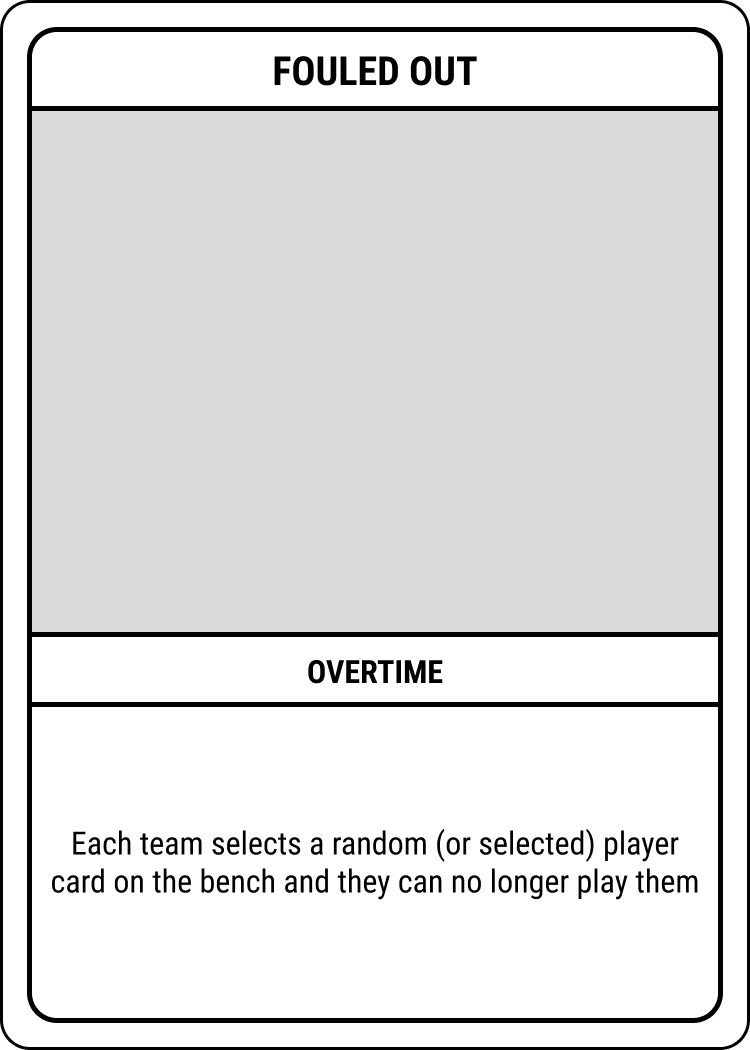 FOULED OUT
OVERTIME
Each team selects a random (or selected) player
card on the bench and they can no longer play them